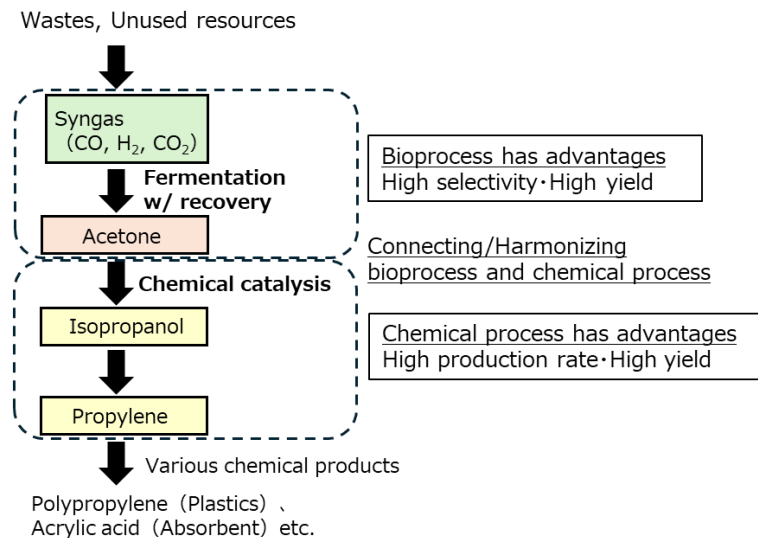 Wastes, Unused resources
Syngas
（CO, H₂, CO₂）
Fermentation
w/ recovery
Acetone
Bioprocess has advantages
High selectivity･High yield
Connecting/Harmonizing
bioprocess and chemical process
Chemical catalysis
Isopropanol
Propylene
Chemical process has advantages
High production rate･High yield
Various chemical products
Polypropylene（Plastics）、
Acrylic acid（Absorbent）etc.